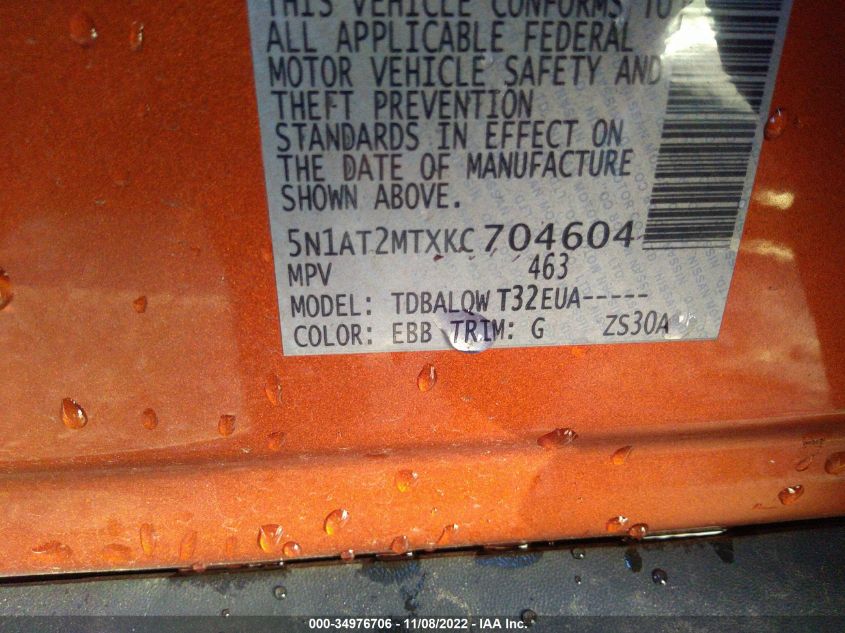 THIS VEHICLE CONFORMS TO
ALL APPLICABLE FEDERAL
MOTOR VEHICLE SAFETY AND
THEFT PREVENTION
STANDARDS IN EFFECT ON
THE DATE OF MANUFACTURE
SHOWN ABOVE.
5N1AT2MTXKC704604
MPV 463
MODEL: TDBALQW T32EUA-----
COLOR: EBB TRIM: G ZS30A
000-34976706 - 11/08/2022 - IAA Inc.